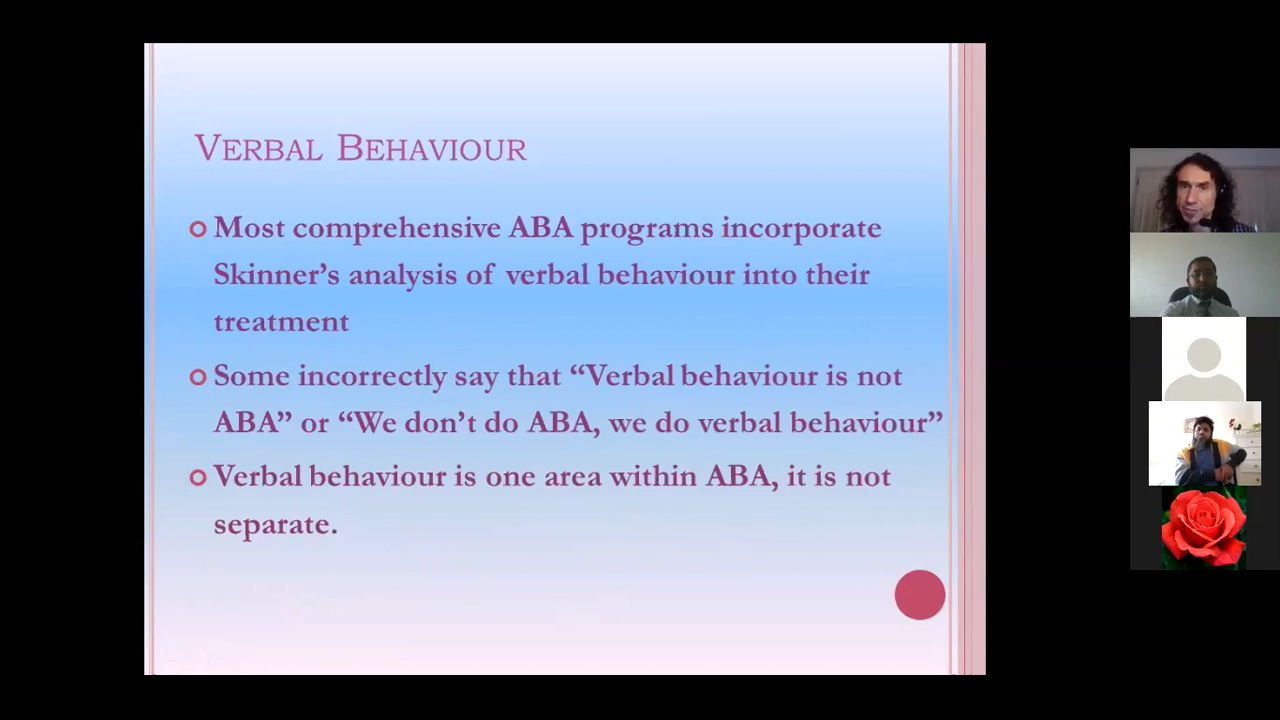 VERBAL BEHAVIOUR
Most comprehensive ABA programs incorporate
Skinner’s analysis of verbal behaviour into their
treatment
Some incorrectly say that “Verbal behaviour is not
ABA” or “We don’t do ABA, we do verbal behaviour”
Verbal behaviour is one area within ABA, it is not
separate.